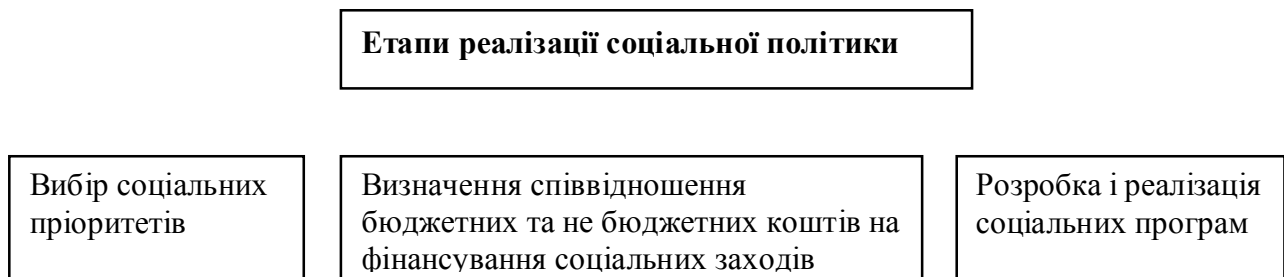 Етапи реалізації соціальної політики
Вибір соціальних
пріоритетів
Визначення співвідношення
бюджетних та не бюджетних коштів на
фінансування соціальних заходів
Розробка і реалізація
соціальних програм